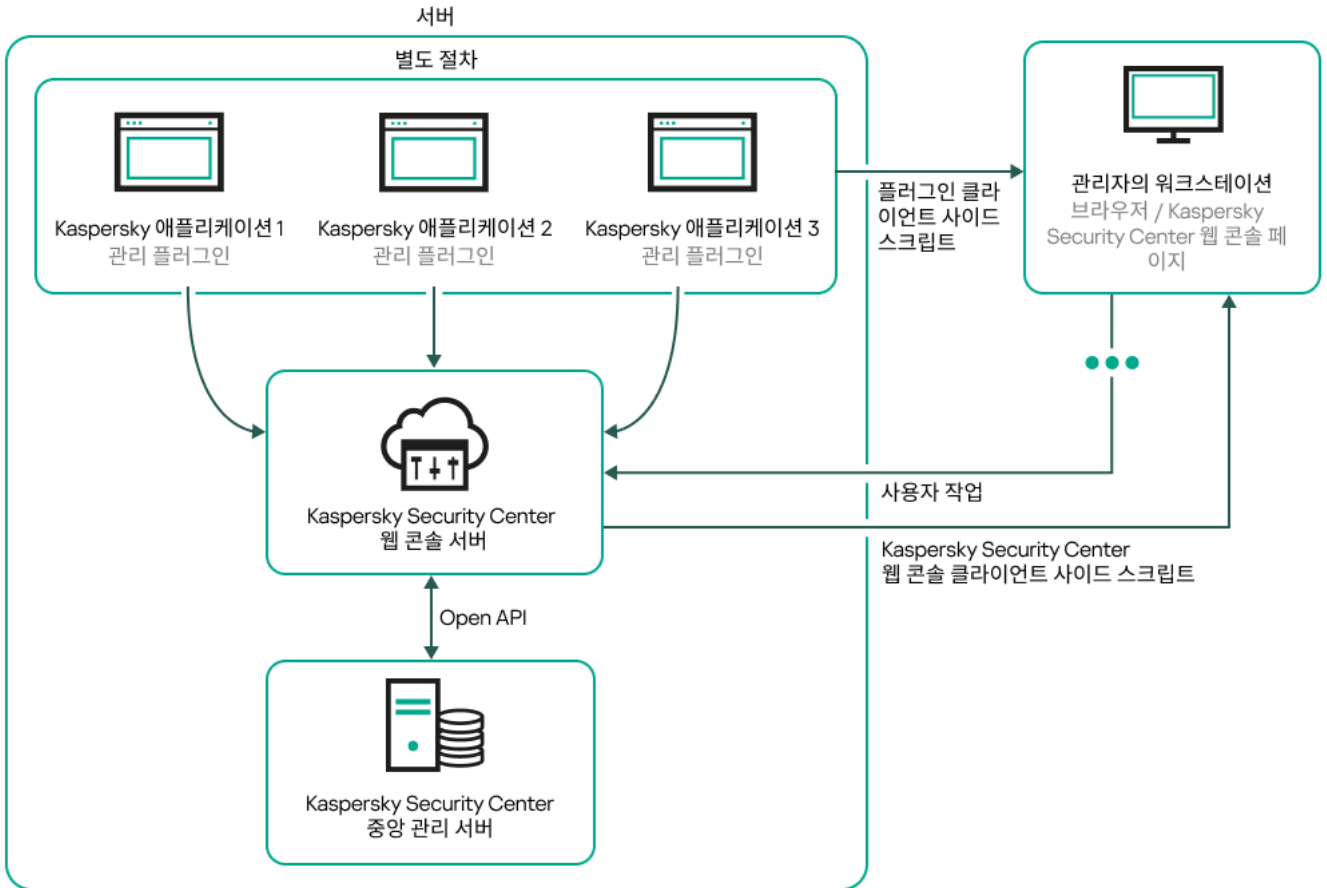 서버
별도 절차
Kaspersky 애플리케이션 1
관리 플러그인
Kaspersky 애플리케이션 2
관리 플러그인
Kaspersky 애플리케이션 3
관리 플러그인
플러그인 클라
이언트 사이드
스크립트
관리자의 워크스테이션
브라우저 / Kaspersky
Security Center 웹 콘솔 페
이지
Kaspersky Security Center
웹 콘솔 서버
사용자 작업
Kaspersky Security Center
웹 콘솔 클라이언트 사이드 스크립트
Open API
Kaspersky Security Center
중앙 관리 서버